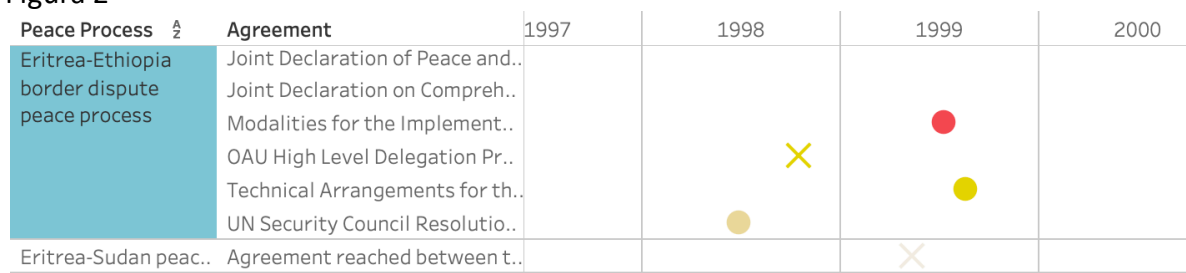 Figura 2
Peace Process AZ Agreement 1997 1998 1999 2000
Eritrea-Ethiopia border dispute peace process
Joint Declaration of Peace and..
Joint Declaration on Compreh..
Modalities for the Implement..
OAU High Level Delegation Pr..
Technical Arrangements for th..
UN Security Council Resolutio..
Eritrea-Sudan peac.. Agreement reached between t..